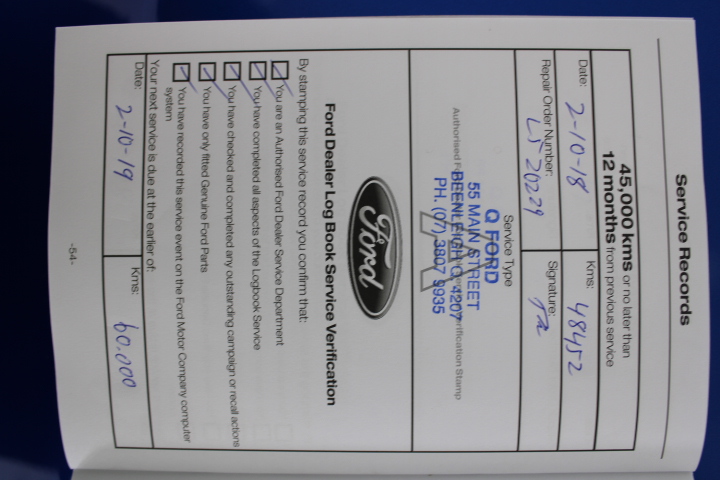 Service Records
45,000 kms or no later than
12 months from previous service
Date: 2-10-18 Kms: 48452
Repair Order Number: L520229 Signature:
Service Type
Q FORD
55 MAIN STREET
BEENLEIGH Q. 4207
PH. (07) 3807 9935
Ford
Ford Dealer Log Book Service Verification
By stamping this service record you confirm that:
You are an Authorised Ford Dealer Service Department
You have completed all aspects of the Logbook Service
You have checked and completed any outstanding campaign or recall actions
You have only fitted Genuine Ford Parts
You have recorded this service event on the Ford Motor Company computer
system
Your next service is due at the earlier of:
Date: 2-10-19 Kms: 60.000
-54-